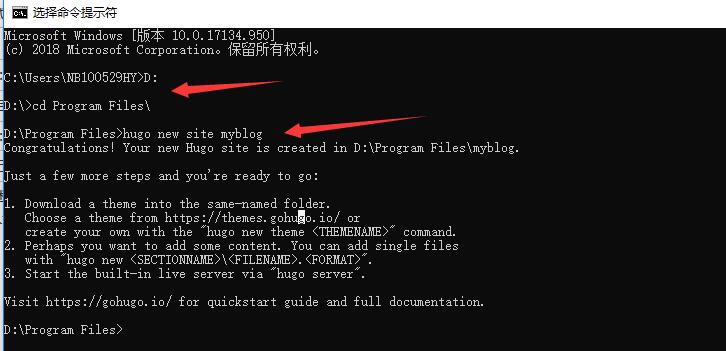 选择命令提示符
Microsoft Windows [版本 10.0.17134.950]
(c) 2018 Microsoft Corporation。保留所有权利。
C:\Users\NB100529HY>D:
D:\>cd Program Files\
D:\Program Files>hugo new site myblog
Congratulations! Your new Hugo site is created in D:\Program Files\myblog.
Just a few more steps and you're ready to go:
1. Download a theme into the same-named folder.
Choose a theme from https://themes.gohugo.io/ or
create your own with the "hugo new theme <THEMENAME>" command.
2. Perhaps you want to add some content. You can add single files
with "hugo new <SECTIONNAME>\<FILENAME>.<FORMAT>".
3. Start the built-in live server via "hugo server".
Visit https://gohugo.io/ for quickstart guide and full documentation.
D:\Program Files>